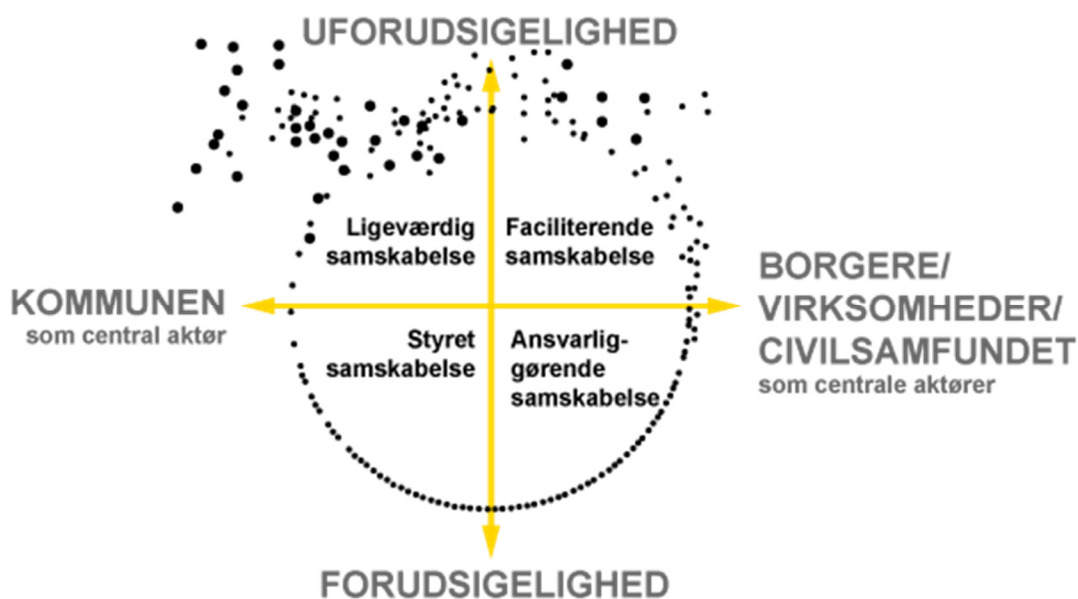 UFORUDSIGELIGHED
Ligeværdig
samskabelse
Faciliterende
samskabelse
KOMMUNEN
som central aktør
BORGERE/
VIRKSOMHEDER/
CIVILSAMFUNDET
som centrale aktører
Styret
samskabelse
Ansvarlig-
gørende
samskabelse
FORUDSIGELIGHED